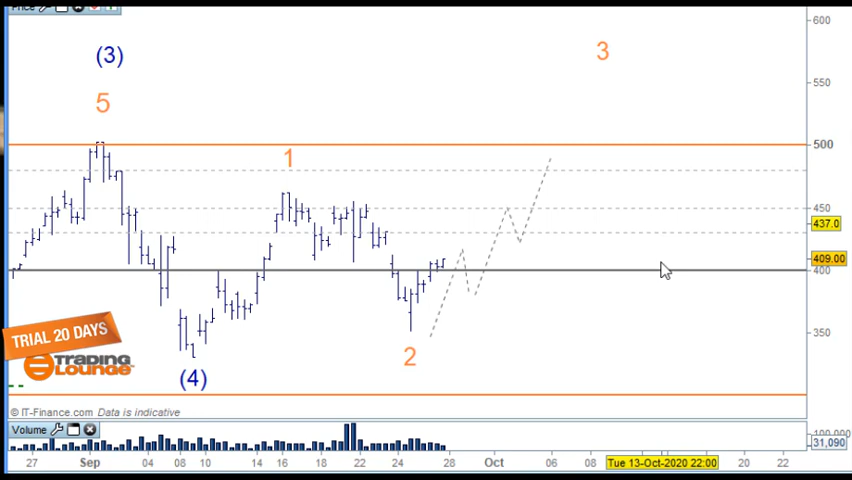 Price
600
(3)
3
550
5
500
1
450
437.0
409.00
400
TRIAL 20 DAYS
TRADING
LOUNGE
350
2
(4)
© IT-Finance.com Data is indicative
Volume
100,000
31,090
27 Sep 04 08 10 14 16 18 22 24 28 Oct 06 08 Tue 13-Oct-2020 22:00 20 22